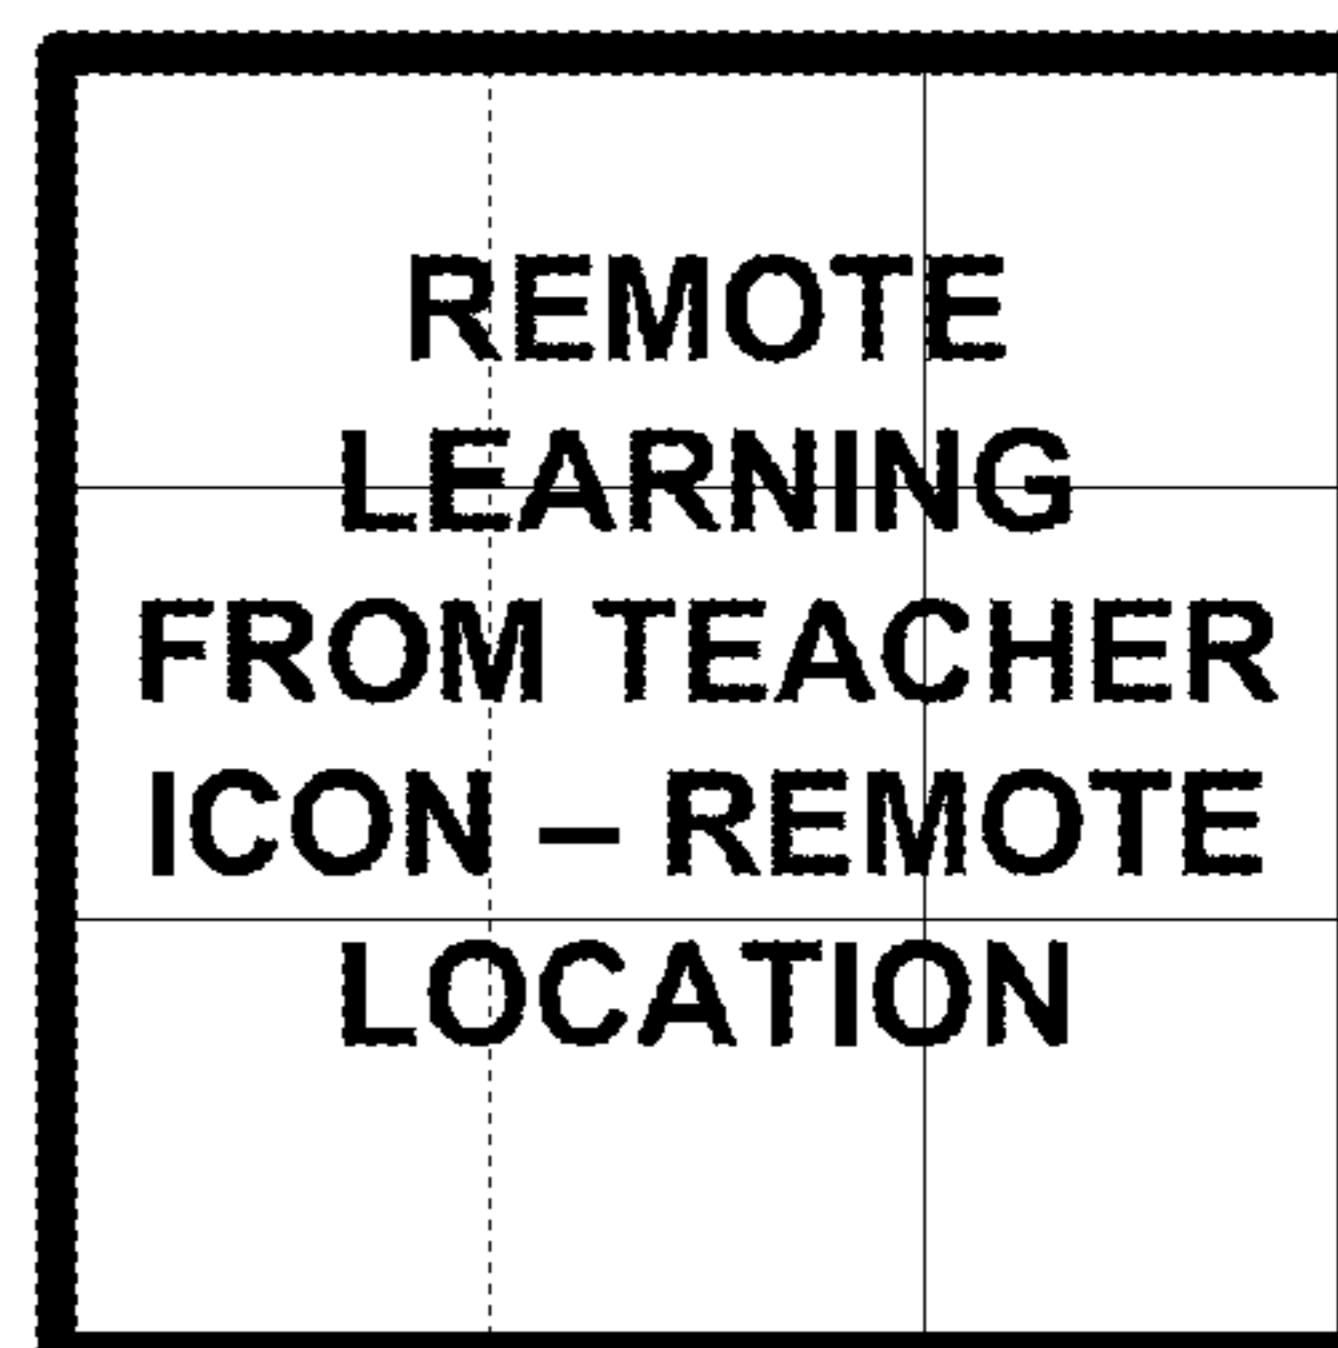 REMOTE
LEARNING
FROM TEACHER
ICON – REMOTE
LOCATION